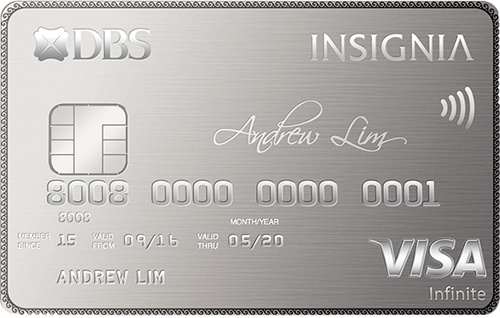 DBS INSIGNIA
Andrew Lim
8008 0000 0000 0001
8008
MONTH/YEAR
MEMBER SINCE 15 VALID FROM 09/16 VALID THRU 05/20
ANDREW LIM
VISA
Infinite